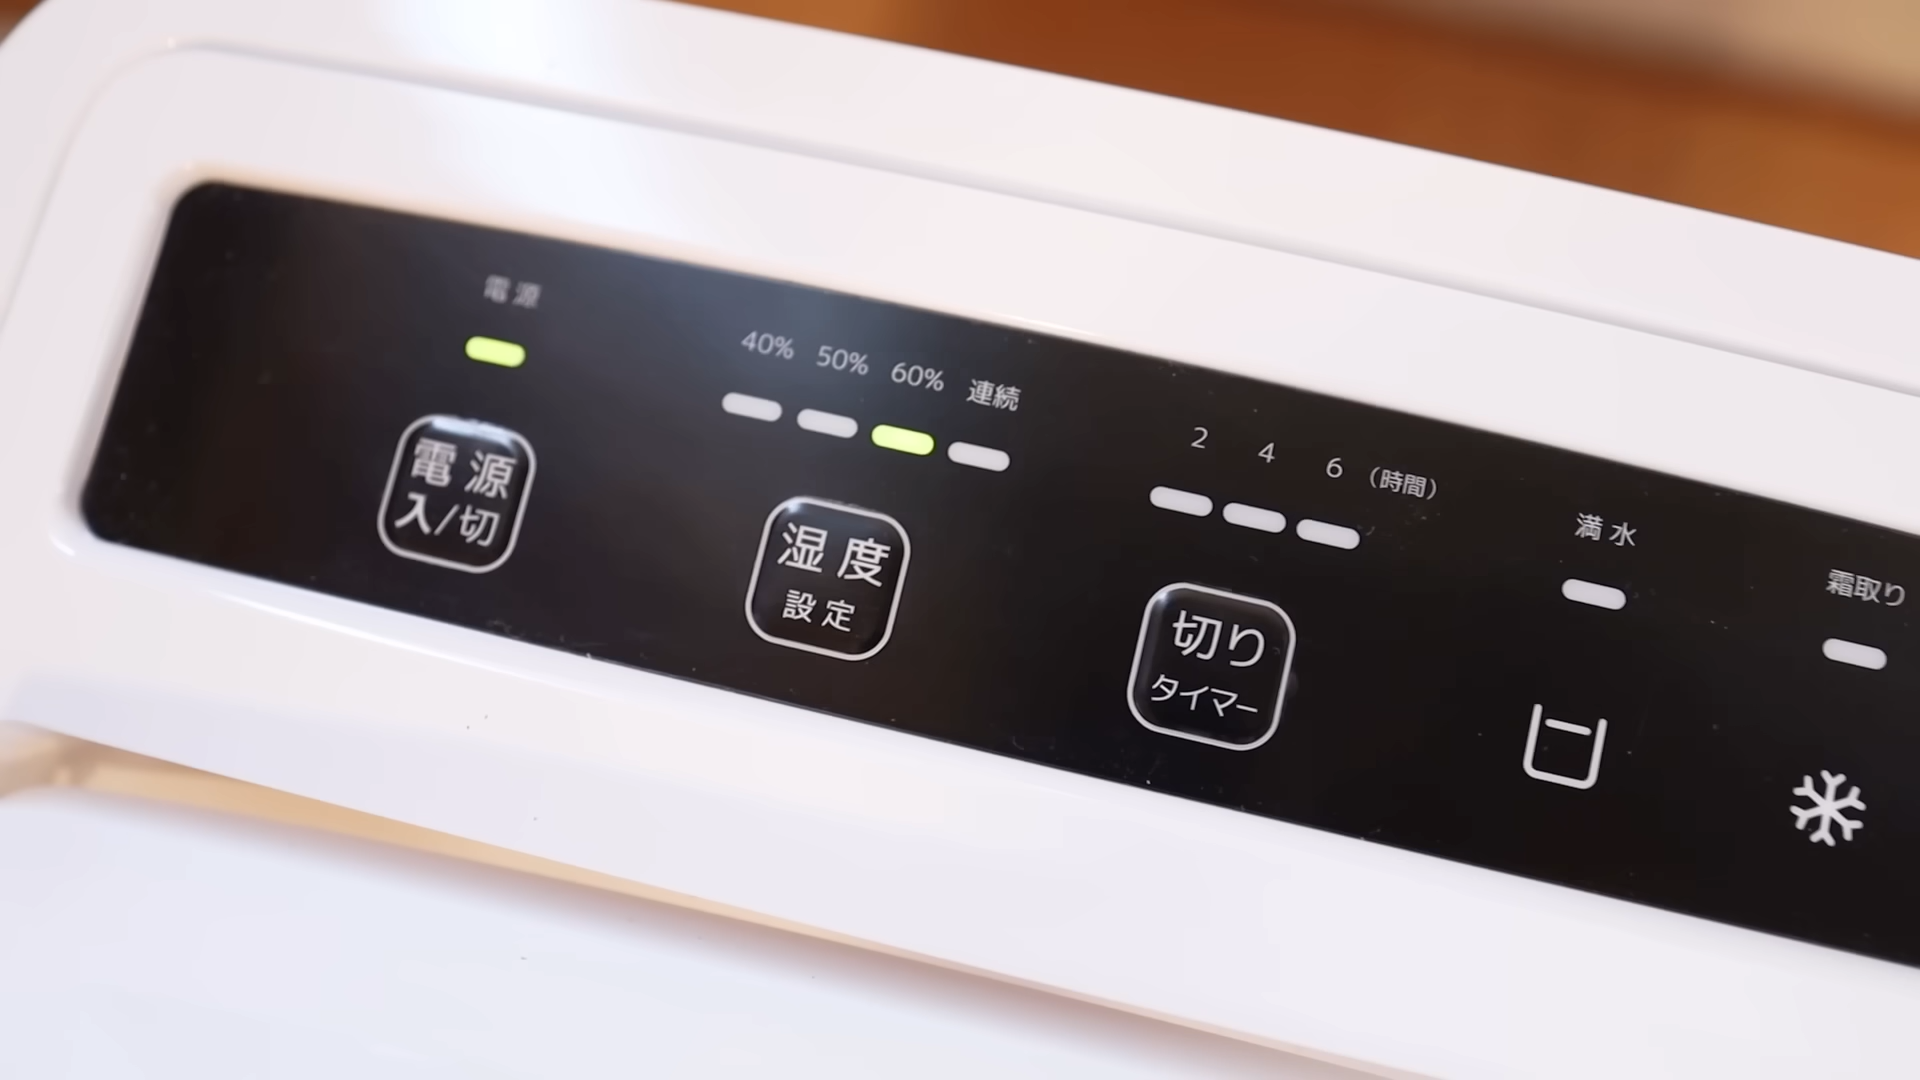 電源
40% 50% 60% 連続
2 4 6 (時間)
満水
霜取り
電源
入/切
湿度
設定
切り
タイマー